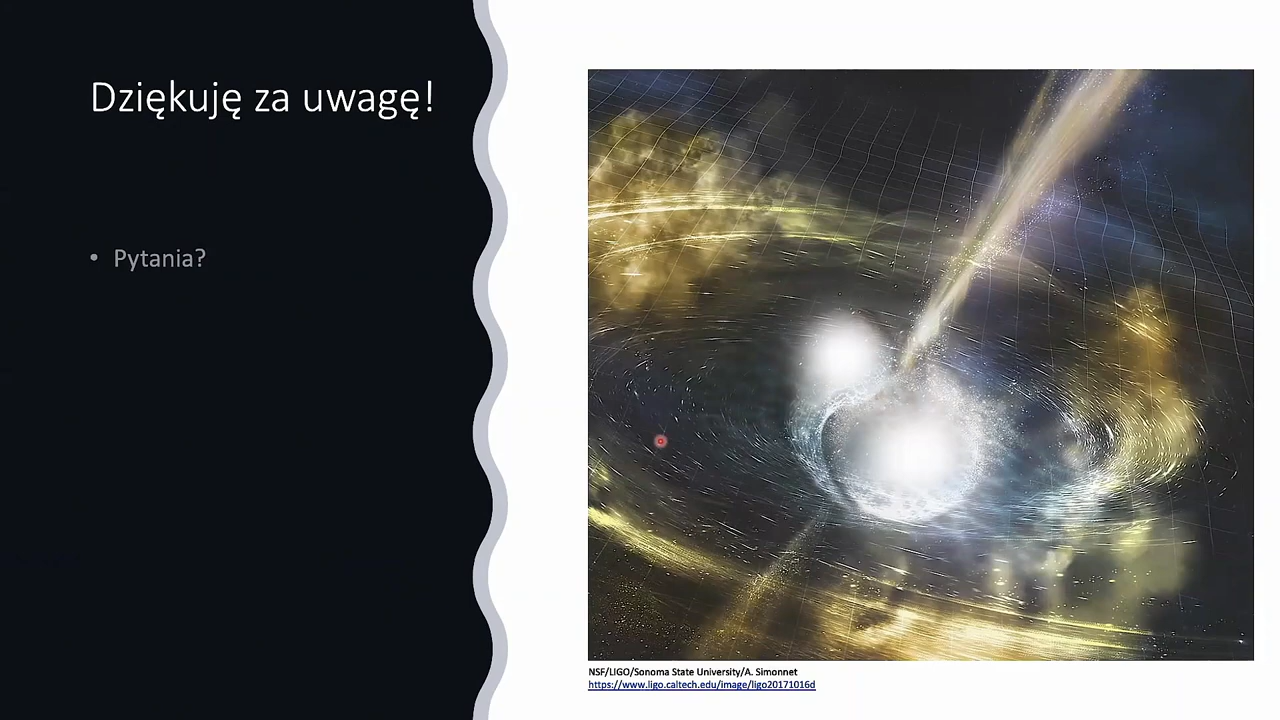 Dziękuję za uwagę!
• Pytania?
NSF/LIGO/Sonoma State University/A. Simonnet
https://www.ligo.caltech.edu/image/ligo20171016d